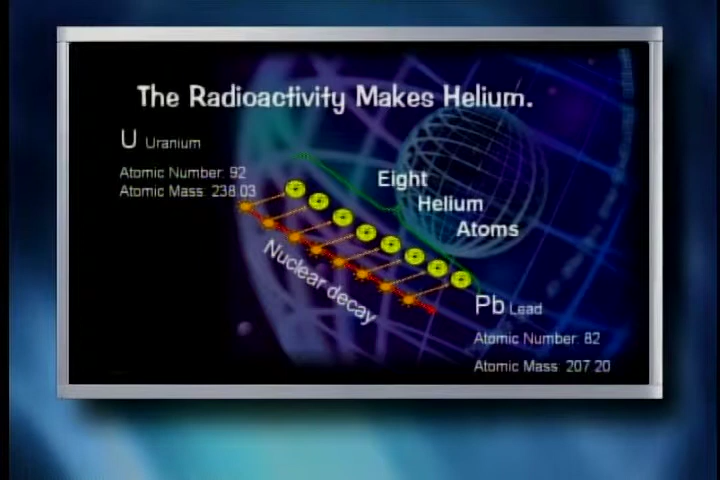 The Radioactivity Makes Helium.
U Uranium
Atomic Number: 92
Atomic Mass: 238.03
Eight
Helium
Atoms
Nuclear decay
Pb Lead
Atomic Number: 82
Atomic Mass: 207.20